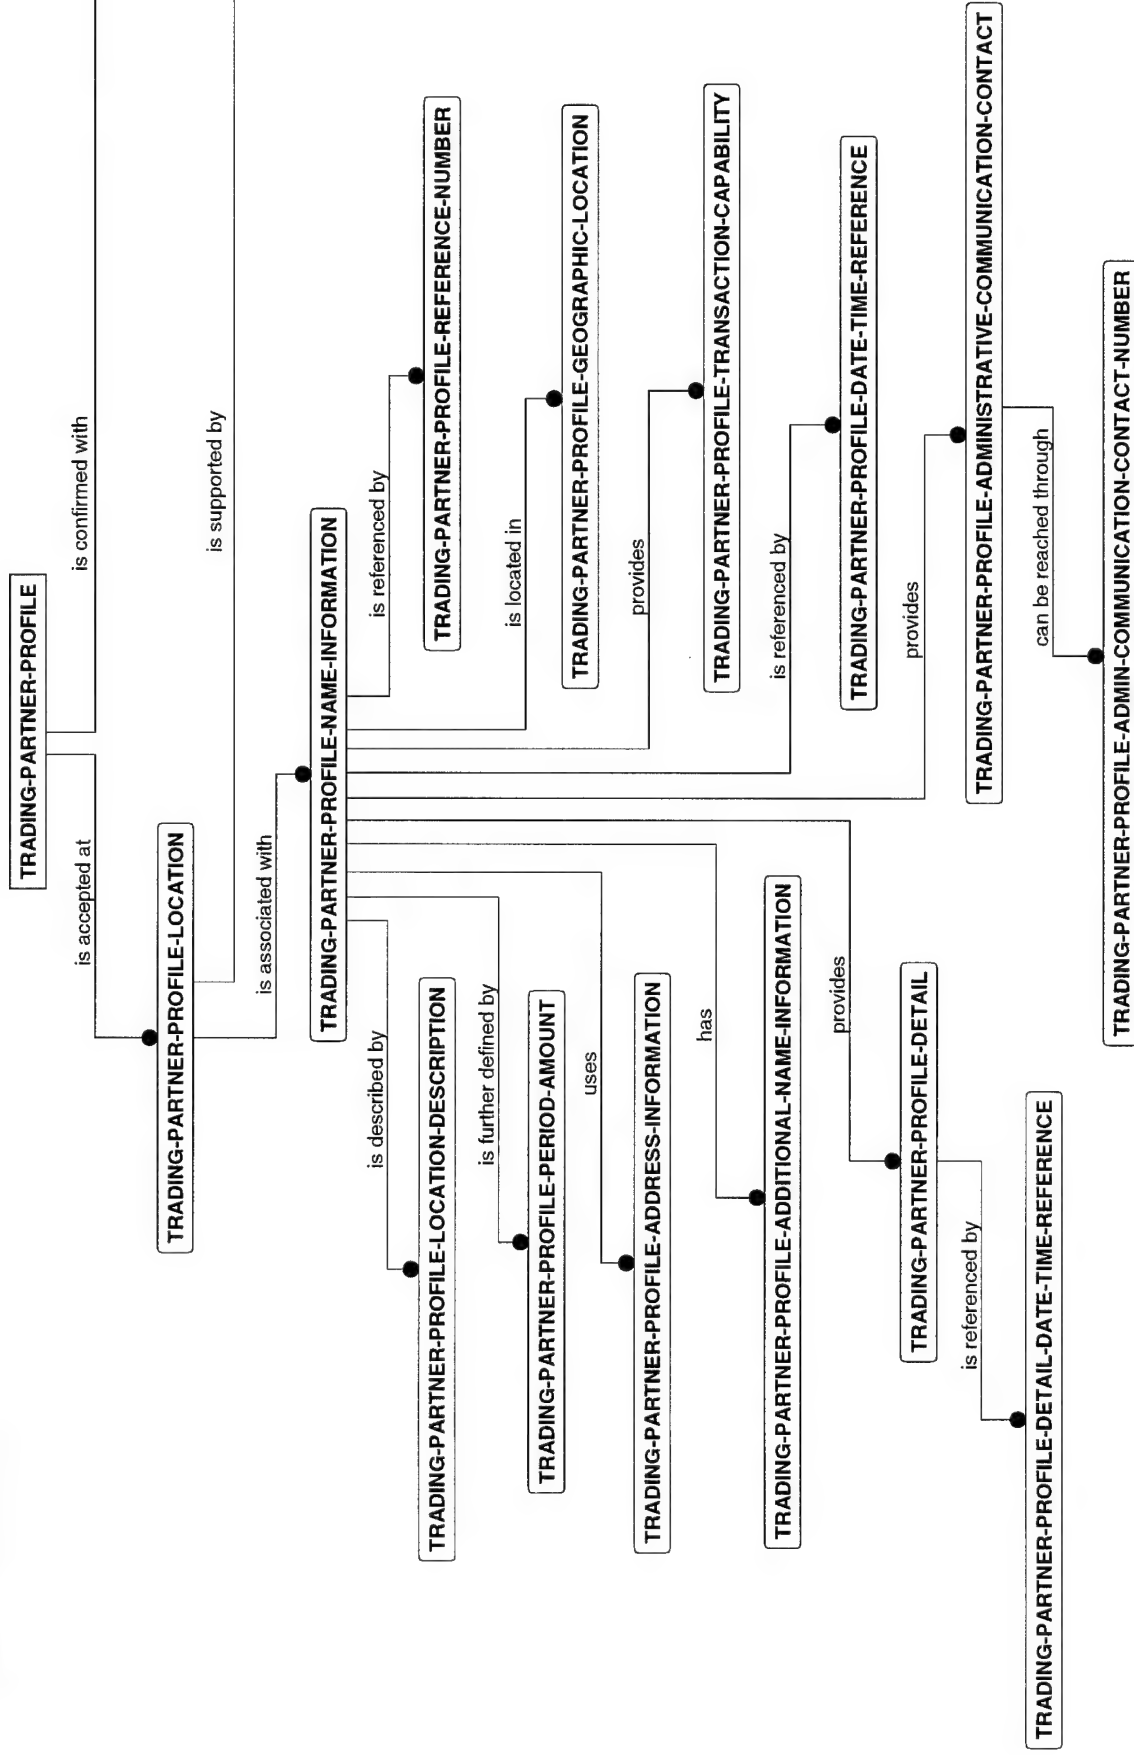 TRADING-PARTNER-PROFILE
is accepted at
is confirmed with
TRADING-PARTNER-PROFILE-LOCATION
is supported by
is associated with
TRADING-PARTNER-PROFILE-NAME-INFORMATION
is described by
is referenced by
TRADING-PARTNER-PROFILE-LOCATION-DESCRIPTION
TRADING-PARTNER-PROFILE-REFERENCE-NUMBER
is further defined by
is located in
TRADING-PARTNER-PROFILE-PERIOD-AMOUNT
TRADING-PARTNER-PROFILE-GEOGRAPHIC-LOCATION
uses
provides
TRADING-PARTNER-PROFILE-ADDRESS-INFORMATION
TRADING-PARTNER-PROFILE-TRANSACTION-CAPABILITY
has
is referenced by
TRADING-PARTNER-PROFILE-ADDITIONAL-NAME-INFORMATION
TRADING-PARTNER-PROFILE-DATE-TIME-REFERENCE
provides
provides
TRADING-PARTNER-PROFILE-DETAIL
TRADING-PARTNER-PROFILE-ADMINISTRATIVE-COMMUNICATION-CONTACT
is referenced by
can be reached through
TRADING-PARTNER-PROFILE-DETAIL-DATE-TIME-REFERENCE
TRADING-PARTNER-PROFILE-ADMIN-COMMUNICATION-CONTACT-NUMBER